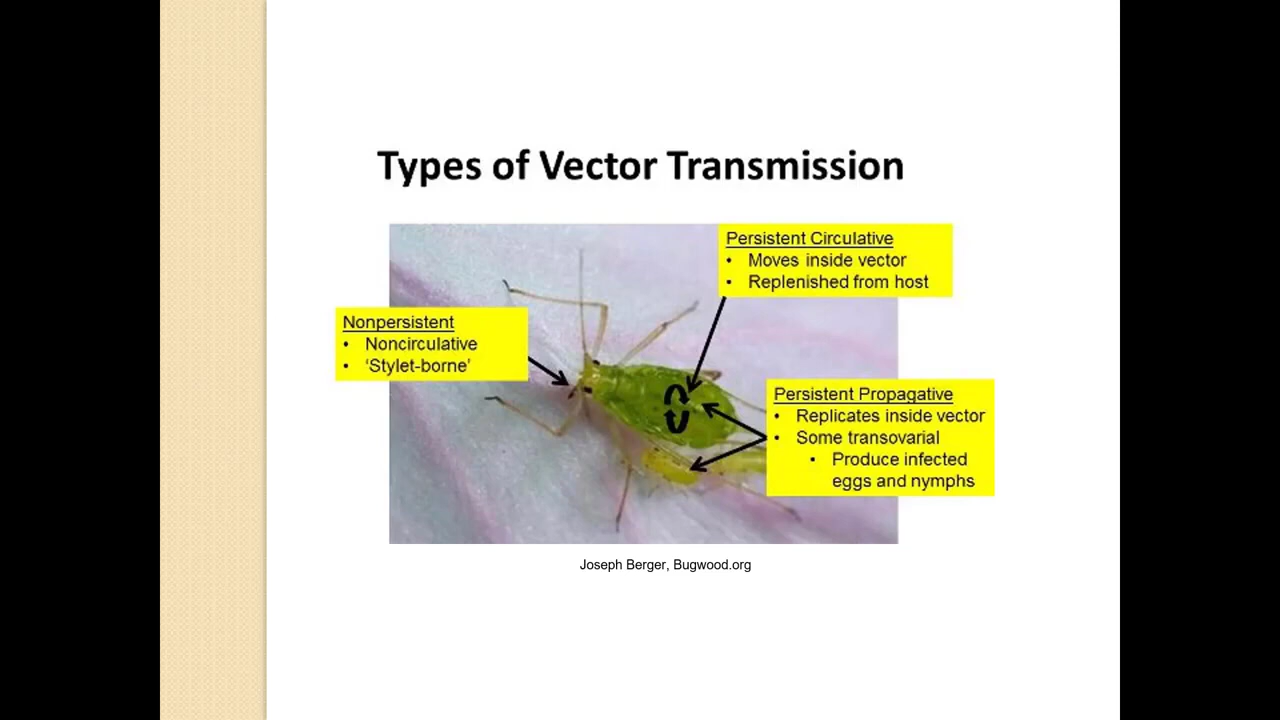 Types of Vector Transmission
Persistent Circulative
• Moves inside vector
• Replenished from host
Nonpersistent
• Noncirculative
• ‘Stylet-borne’
Persistent Propagative
• Replicates inside vector
• Some transovarial
• Produce infected
eggs and nymphs
Joseph Berger, Bugwood.org